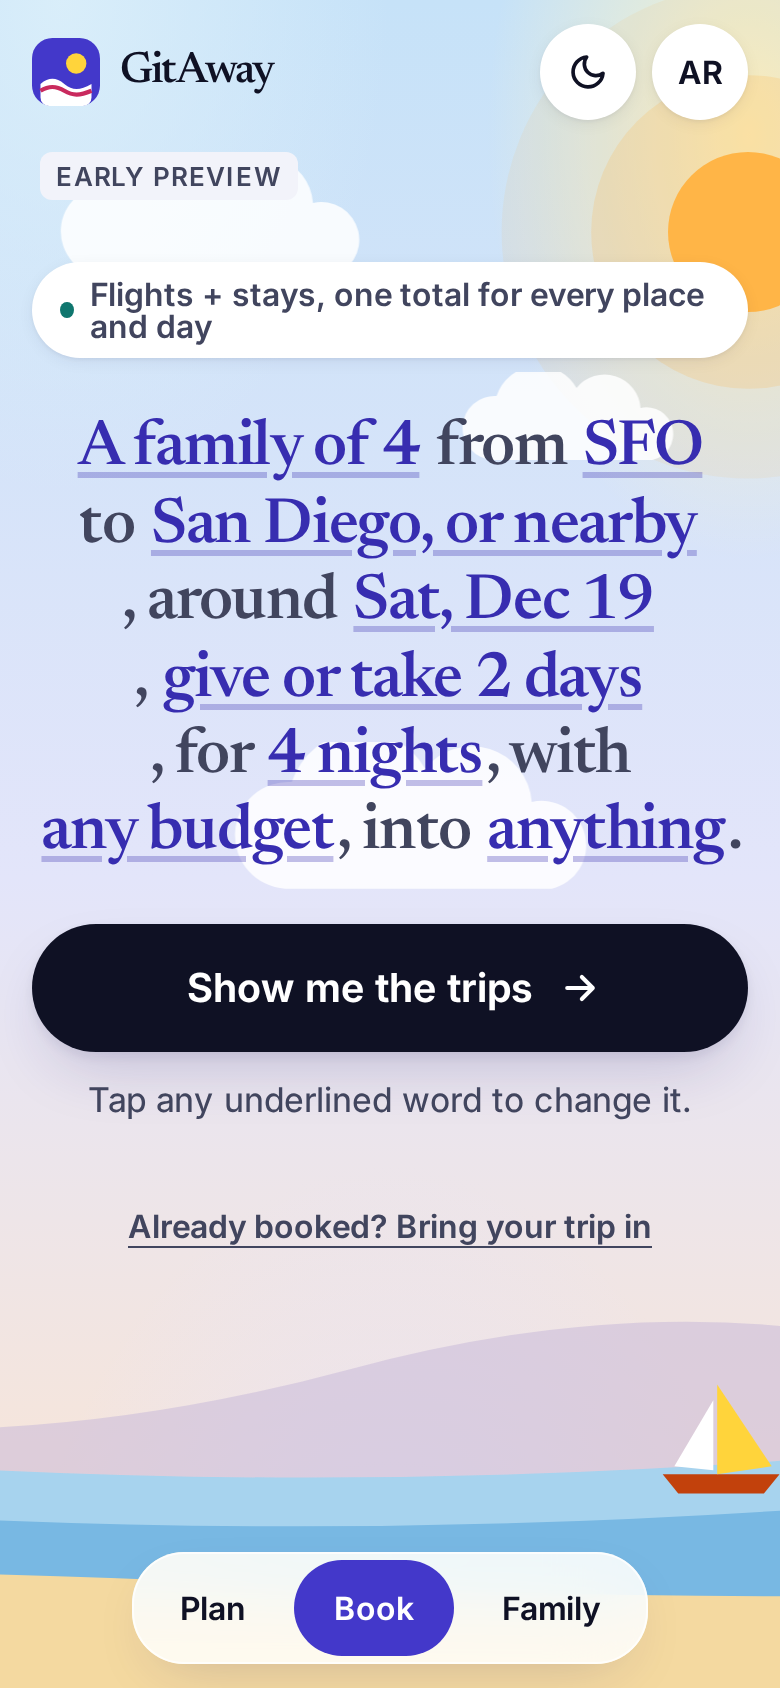 GitAway
AR
EARLY PREVIEW
Flights + stays, one total for every place
and day
A family of 4 from SFO
to San Diego, or nearby
, around Sat, Dec 19
, give or take 2 days
, for 4 nights, with
any budget, into anything.
Show me the trips →
Tap any underlined word to change it.
Already booked? Bring your trip in
Plan Book Family